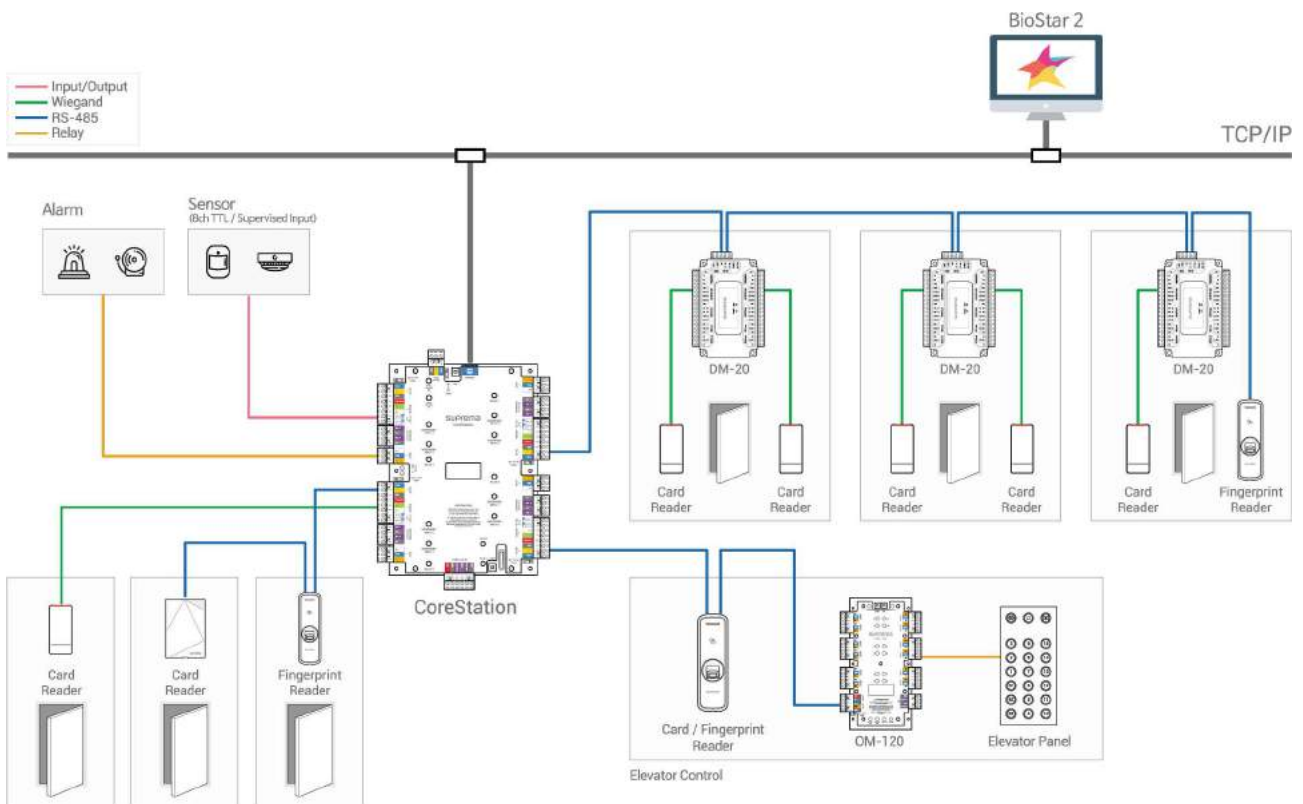 BioStar 2
Input/Output
Wiegand
RS-485
Relay
TCP/IP
Alarm
Sensor
(8ch TTL / Supervised Input)
DM-20
DM-20
DM-20
suprema
Card
Reader
Card
Reader
Card
Reader
Card
Reader
Card
Reader
Fingerprint
Reader
CoreStation
Card
Reader
Card
Reader
Fingerprint
Reader
Card / Fingerprint
Reader
OM-120
Elevator Panel
Elevator Control